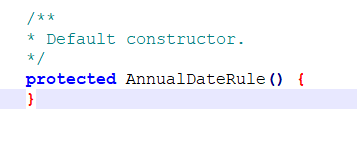 /**
* Default constructor.
*/
protected AnnualDateRule() {
}